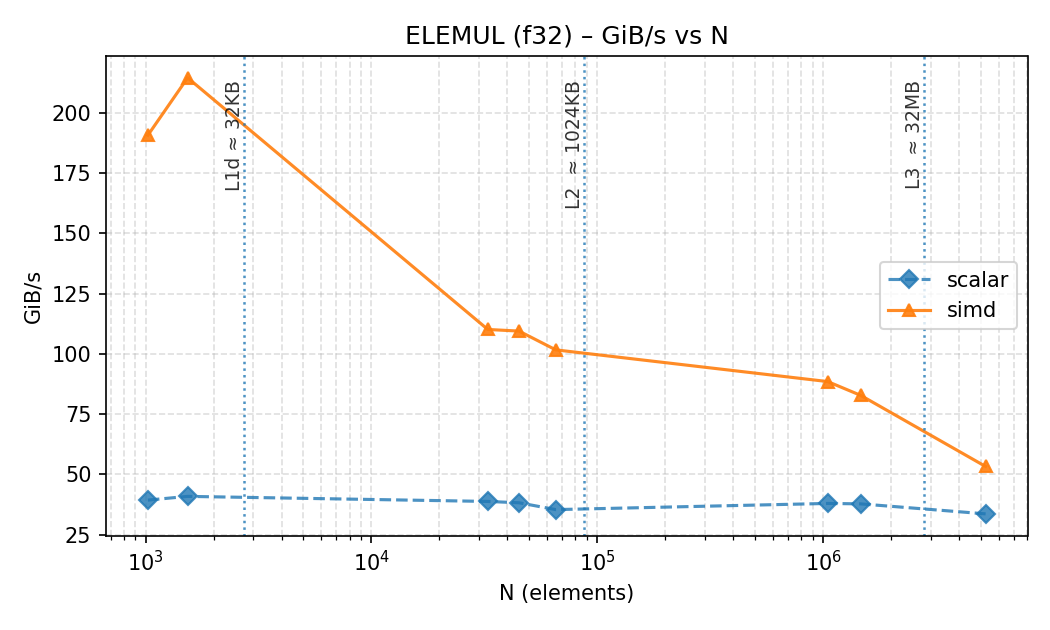 ELEMUL (f32) – GiB/s vs N
GiB/s
200
175
150
125
100
75
50
25
L1d ≈ 32KB
L2 ≈ 1024KB
L3 ≈ 32MB
scalar
simd
10³
10⁴
10⁵
10⁶
N (elements)